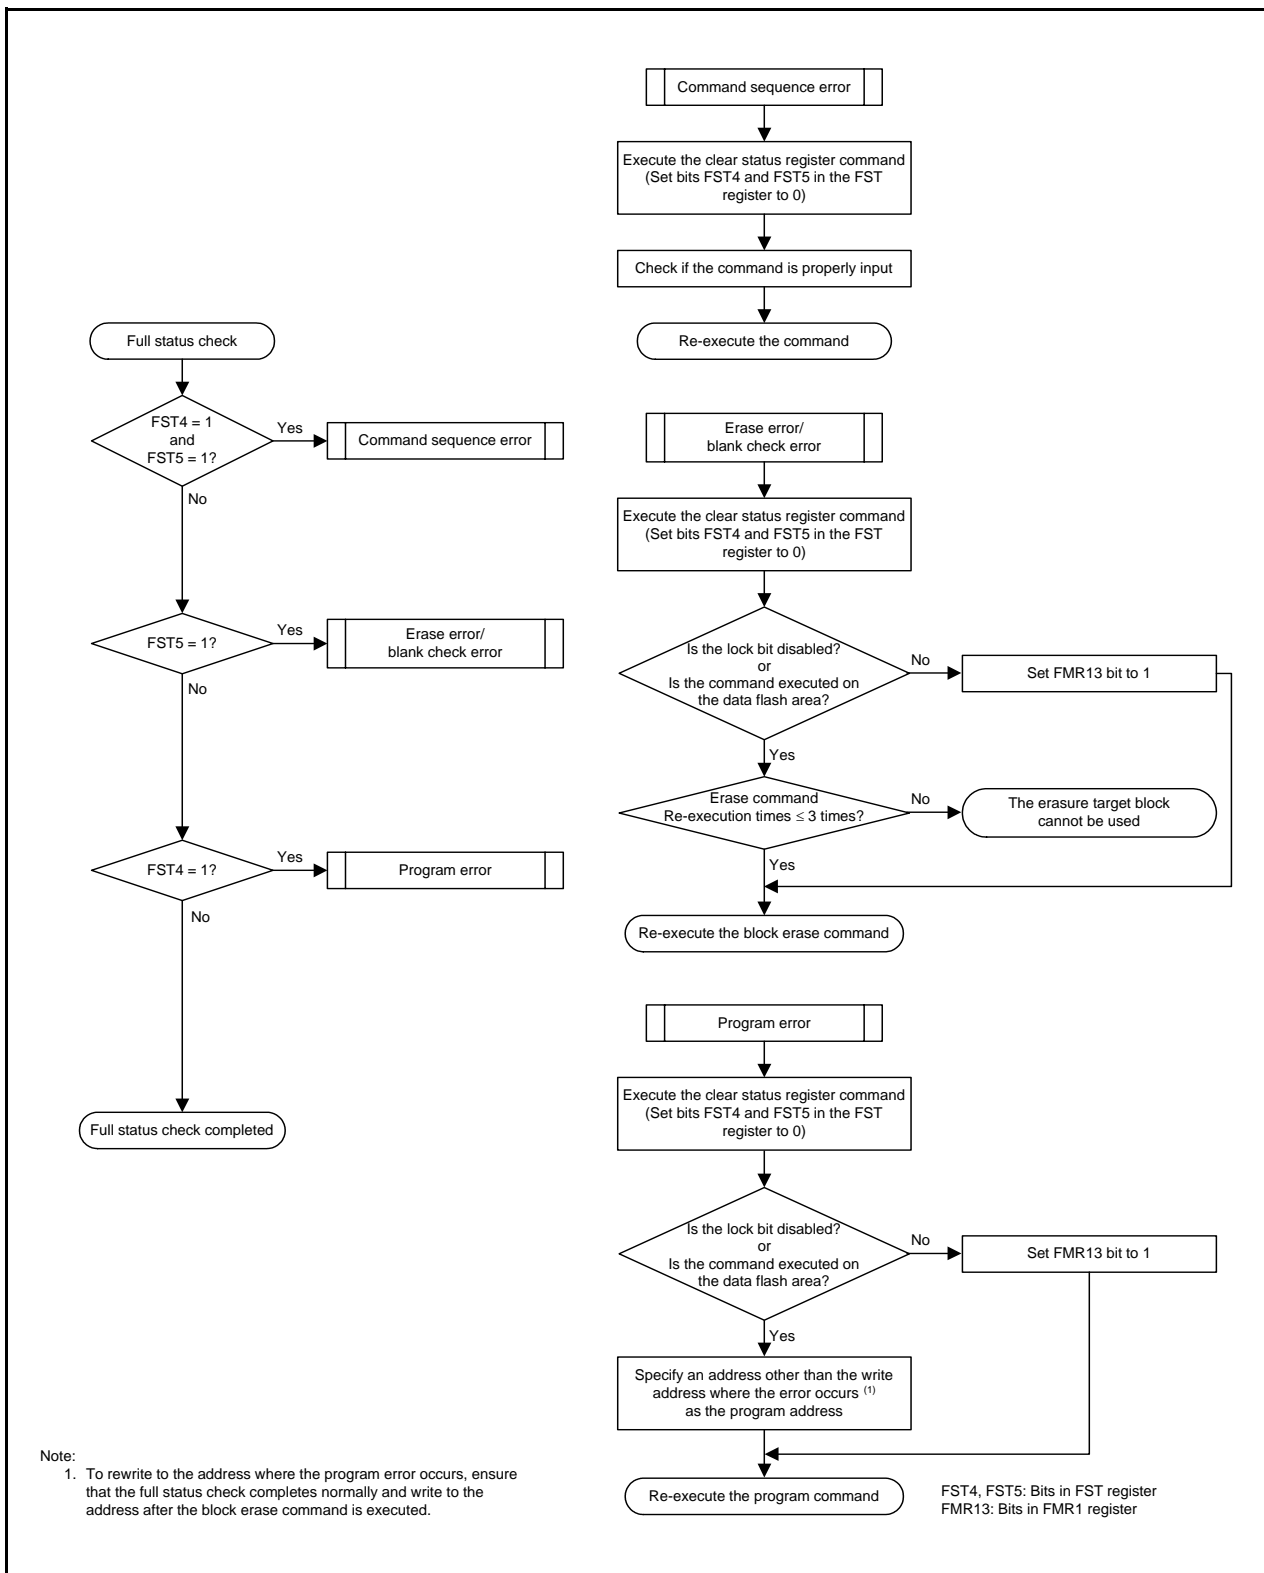 Full status check
FST4 = 1
and
FST5 = 1?
Yes
Command sequence error
No
FST5 = 1?
Yes
Erase error/
blank check error
No
FST4 = 1?
Yes
Program error
No
Full status check completed
Command sequence error
Execute the clear status register command
(Set bits FST4 and FST5 in the FST
register to 0)
Check if the command is properly input
Re-execute the command
Erase error/
blank check error
Execute the clear status register command
(Set bits FST4 and FST5 in the FST
register to 0)
Is the lock bit disabled?
or
Is the command executed on
the data flash area?
No
Set FMR13 bit to 1
Yes
Erase command
Re-execution times ≤ 3 times?
No
The erasure target block
cannot be used
Yes
Re-execute the block erase command
Program error
Execute the clear status register command
(Set bits FST4 and FST5 in the FST
register to 0)
Is the lock bit disabled?
or
Is the command executed on
the data flash area?
No
Set FMR13 bit to 1
Yes
Specify an address other than the write
address where the error occurs (1)
as the program address
Re-execute the program command
Note:
1. To rewrite to the address where the program error occurs, ensure
that the full status check completes normally and write to the
address after the block erase command is executed.
FST4, FST5: Bits in FST register
FMR13: Bits in FMR1 register